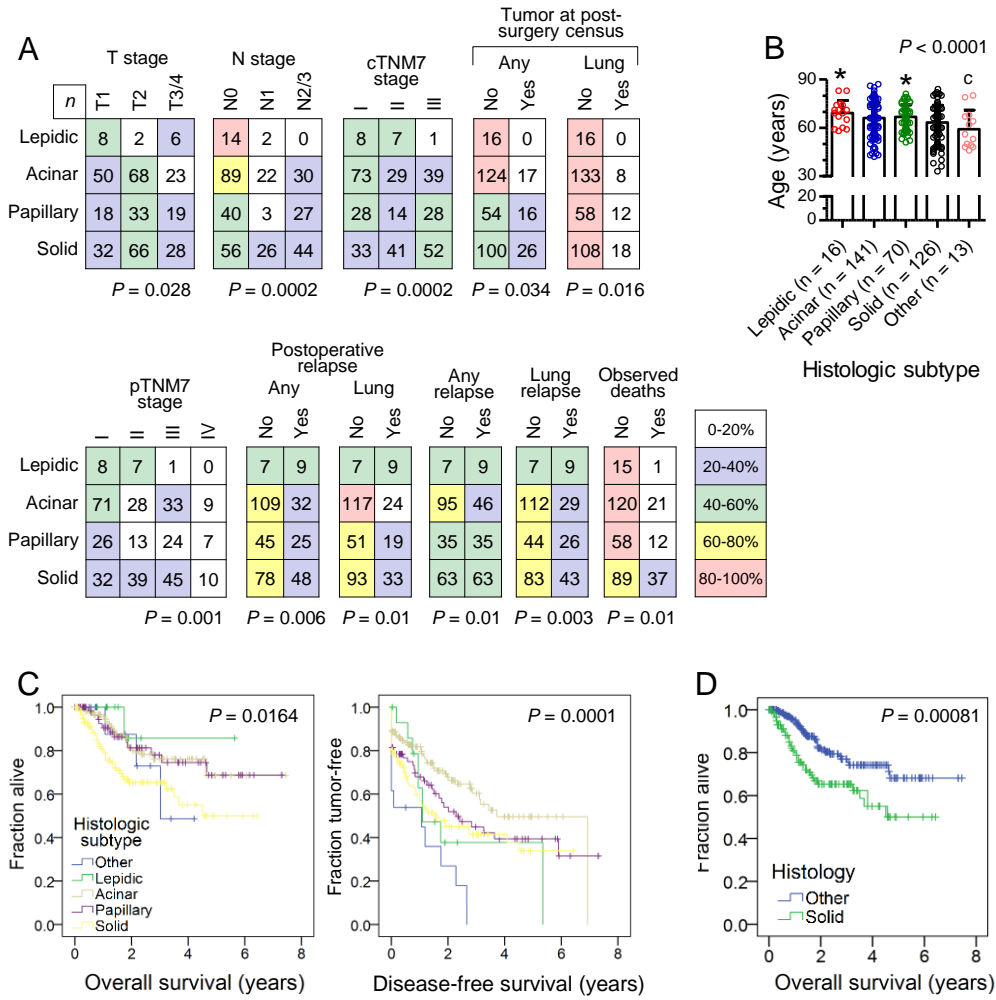 A
Tumor at post-
surgery census
T stage
N stage
cTNM7
stage
Any
Lung
n
T1
T2
T3/4
N0
N1
N2/3
I
II
III
No
Yes
No
Yes
Lepidic 8 2 6 14 2 0 8 7 1 16 0 16 0
Acinar 50 68 23 89 22 30 73 29 39 124 17 133 8
Papillary 18 33 19 40 3 27 28 14 28 54 16 58 12
Solid 32 66 28 56 26 44 33 41 52 100 26 108 18
P = 0.028
P = 0.0002
P = 0.0002
P = 0.034
P = 0.016
B
P < 0.0001
Age (years)
90
60
30
20
0
*
*
c
Lepidic (n = 16)
Acinar (n = 141)
Papillary (n = 70)
Solid (n = 126)
Other (n = 13)
Histologic subtype
pTNM7
stage
Postoperative
relapse
Any
Lung
Any
relapse
Lung
relapse
Observed
deaths
I
II
III
IV
No
Yes
No
Yes
No
Yes
No
Yes
No
Yes
Lepidic 8 7 1 0 7 9 7 9 7 9 7 9 15 1
Acinar 71 28 33 9 109 32 117 24 95 46 112 29 120 21
Papillary 26 13 24 7 45 25 51 19 35 35 44 26 58 12
Solid 32 39 45 10 78 48 93 33 63 63 83 43 89 37
P = 0.001
P = 0.006
P = 0.01
P = 0.01
P = 0.003
P = 0.01
0-20%
20-40%
40-60%
60-80%
80-100%
C
P = 0.0164
Fraction alive
1.0
0.8
0.6
0.4
0.2
0.0
Histologic
subtype
Other
Lepidic
Acinar
Papillary
Solid
0 2 4 6 8
Overall survival (years)
P = 0.0001
Fraction tumor-free
1.0
0.8
0.6
0.4
0.2
0.0
0 2 4 6 8
Disease-free survival (years)
D
P = 0.00081
Fraction alive
1.0
0.8
0.6
0.4
0.2
0.0
Histology
Other
Solid
0 2 4 6 8
Overall survival (years)